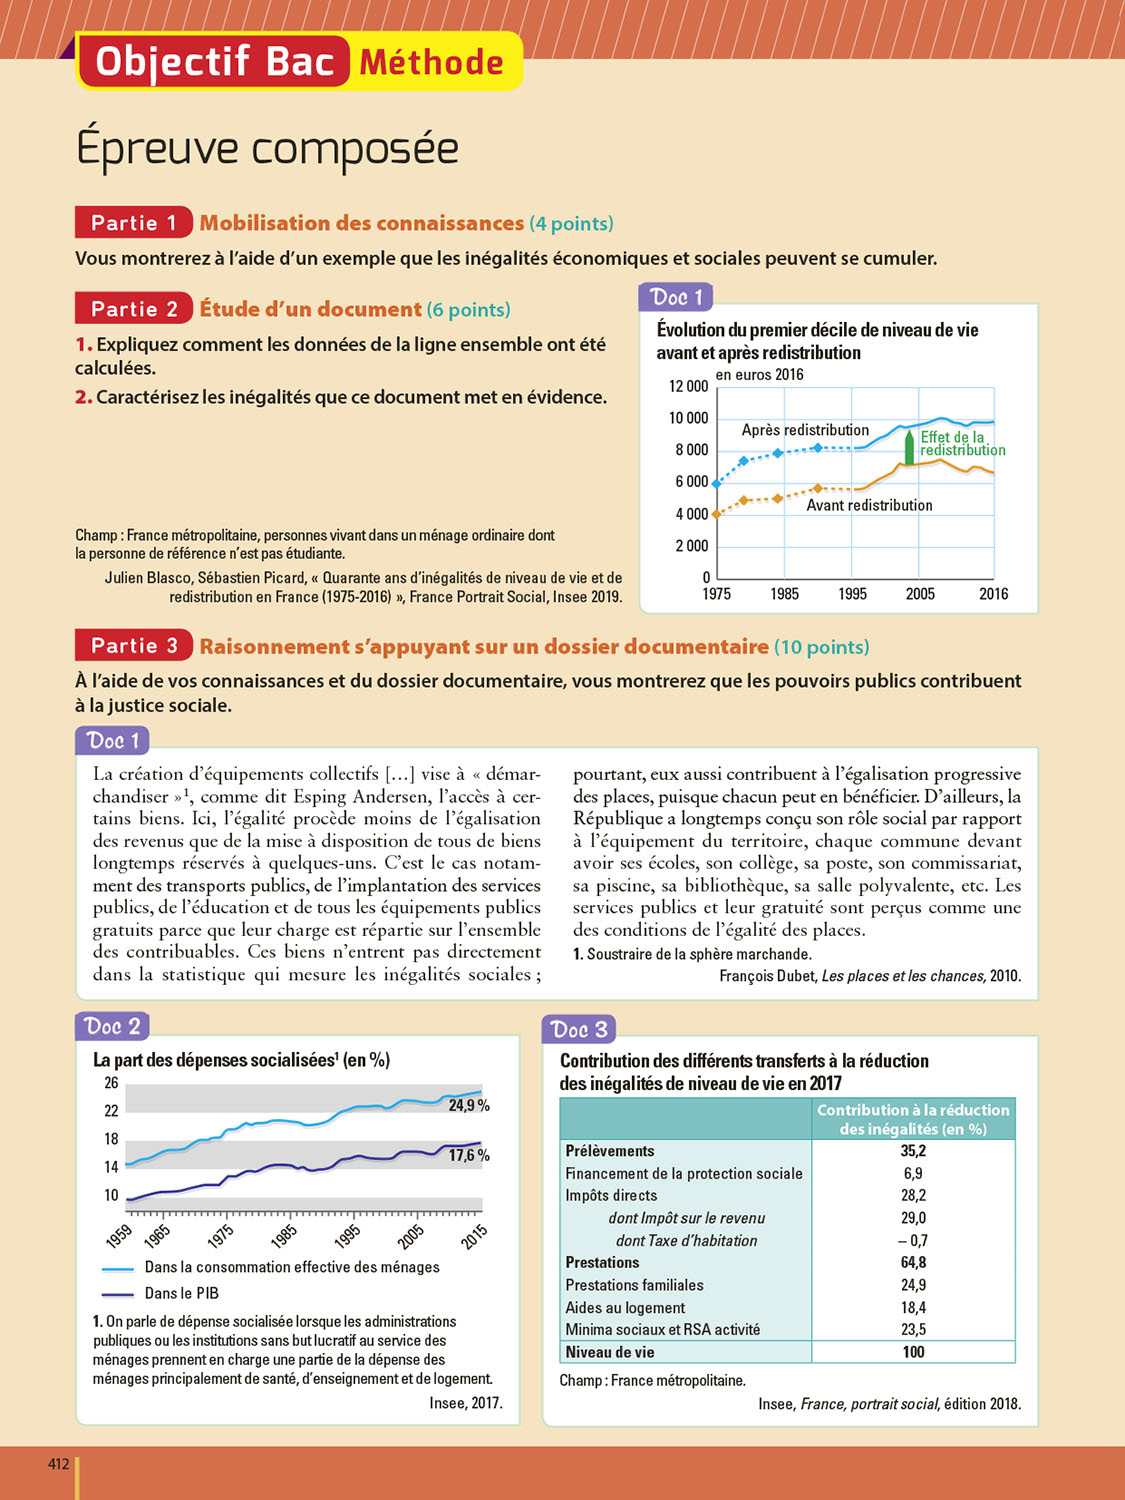 Objectif Bac Méthode
Épreuve composée
Partie 1 Mobilisation des connaissances (4 points)
Vous montrerez à l'aide d'un exemple que les inégalités économiques et sociales peuvent se cumuler.
Partie 2 Étude d'un document (6 points)
1. Expliquez comment les données de la ligne ensemble ont été
calculées.
2. Caractérisez les inégalités que ce document met en évidence.
Champ : France métropolitaine, personnes vivant dans un ménage ordinaire dont
la personne de référence n'est pas étudiante.
Julien Blasco, Sébastien Picard, « Quarante ans d'inégalités de niveau de vie et de
redistribution en France (1975-2016) », France Portrait Social, Insee 2019.
Doc 1
Évolution du premier décile de niveau de vie
avant et après redistribution
en euros 2016
12 000
10 000
8 000
6 000
4 000
2 000
0
Après redistribution
Effet de la
redistribution
Avant redistribution
1975 1985 1995 2005 2016
Partie 3 Raisonnement s'appuyant sur un dossier documentaire (10 points)
À l'aide de vos connaissances et du dossier documentaire, vous montrerez que les pouvoirs publics contribuent
à la justice sociale.
Doc 1
La création d'équipements collectifs […] vise à « démar-
chandiser »¹, comme dit Esping Andersen, l'accès à cer-
tains biens. Ici, l'égalité procède moins de l'égalisation
des revenus que de la mise à disposition de tous de biens
longtemps réservés à quelques-uns. C'est le cas notam-
ment des transports publics, de l'implantation des services
publics, de l'éducation et de tous les équipements publics
gratuits parce que leur charge est répartie sur l'ensemble
des contribuables. Ces biens n'entrent pas directement
dans la statistique qui mesure les inégalités sociales ;
pourtant, eux aussi contribuent à l'égalisation progressive
des places, puisque chacun peut en bénéficier. D'ailleurs, la
République a longtemps conçu son rôle social par rapport
à l'équipement du territoire, chaque commune devant
avoir ses écoles, son collège, sa poste, son commissariat,
sa piscine, sa bibliothèque, sa salle polyvalente, etc. Les
services publics et leur gratuité sont perçus comme une
des conditions de l'égalité des places.
1. Soustraire de la sphère marchande.
François Dubet, Les places et les chances, 2010.
Doc 2
La part des dépenses socialisées¹ (en %)
26
22
18
14
10
24,9 %
17,6 %
1959 1965 1975 1985 1995 2005 2015
Dans la consommation effective des ménages
Dans le PIB
1. On parle de dépense socialisée lorsque les administrations
publiques ou les institutions sans but lucratif au service des
ménages prennent en charge une partie de la dépense des
ménages principalement de santé, d'enseignement et de logement.
Insee, 2017.
Doc 3
Contribution des différents transferts à la réduction
des inégalités de niveau de vie en 2017
Contribution à la réduction
des inégalités (en %)
Prélèvements 35,2
Financement de la protection sociale 6,9
Impôts directs 28,2
dont Impôt sur le revenu 29,0
dont Taxe d'habitation – 0,7
Prestations 64,8
Prestations familiales 24,9
Aides au logement 18,4
Minima sociaux et RSA activité 23,5
Niveau de vie 100
Champ : France métropolitaine.
Insee, France, portrait social, édition 2018.
412